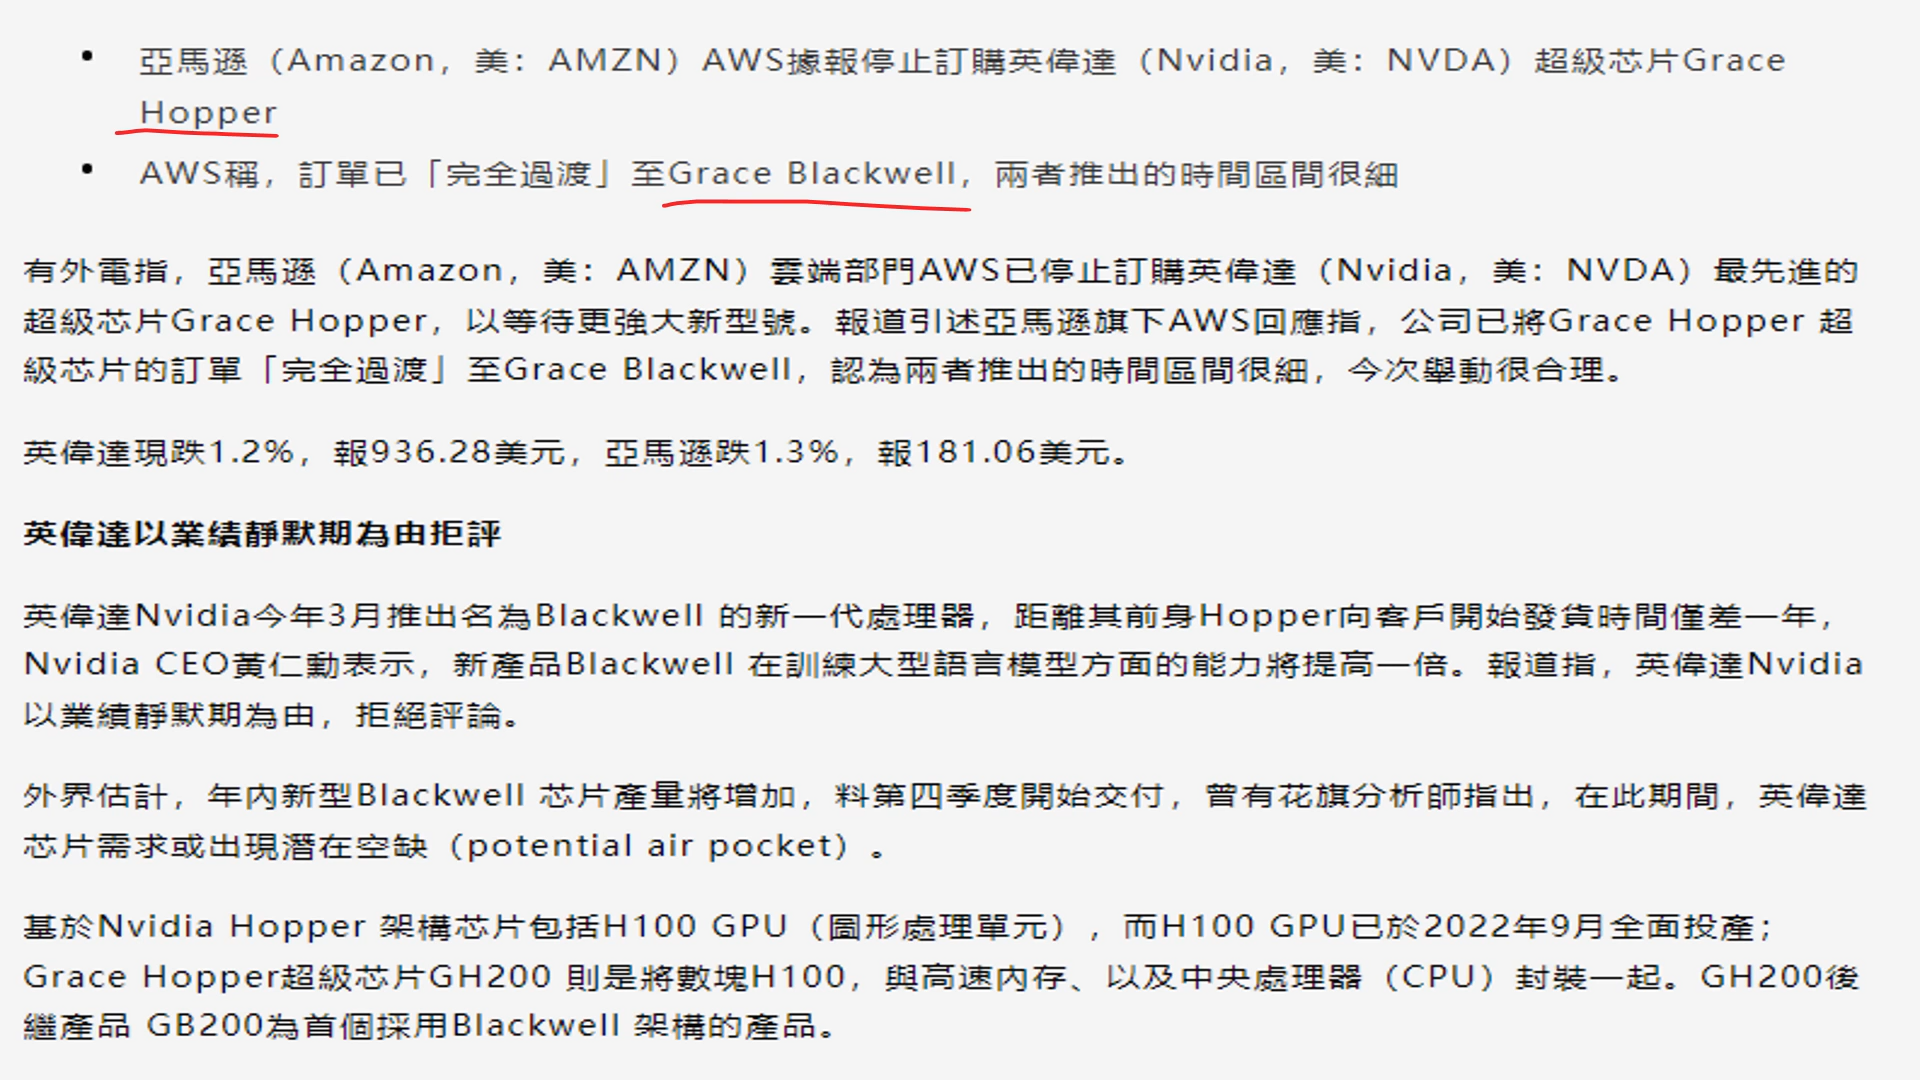 • 亞馬遜（Amazon，美：AMZN）AWS據報停止訂購英偉達（Nvidia，美：NVDA）超級芯片Grace
Hopper
• AWS稱，訂單已「完全過渡」至Grace Blackwell，兩者推出的時間區間很細
有外電指，亞馬遜（Amazon，美：AMZN）雲端部門AWS已停止訂購英偉達（Nvidia，美：NVDA）最先進的
超級芯片Grace Hopper，以等待更強大新型號。報道引述亞馬遜旗下AWS回應指，公司已將Grace Hopper 超
級芯片的訂單「完全過渡」至Grace Blackwell，認為兩者推出的時間區間很細，今次舉動很合理。
英偉達現跌1.2%，報936.28美元，亞馬遜跌1.3%，報181.06美元。
英偉達以業績靜默期為由拒評
英偉達Nvidia今年3月推出名為Blackwell 的新一代處理器，距離其前身Hopper向客戶開始發貨時間僅差一年，
Nvidia CEO黃仁勳表示，新產品Blackwell 在訓練大型語言模型方面的能力將提高一倍。報道指，英偉達Nvidia
以業績靜默期為由，拒絕評論。
外界估計，年內新型Blackwell 芯片產量將增加，料第四季度開始交付，曾有花旗分析師指出，在此期間，英偉達
芯片需求或出現潛在空缺（potential air pocket）。
基於Nvidia Hopper 架構芯片包括H100 GPU（圖形處理單元），而H100 GPU已於2022年9月全面投產；
Grace Hopper超級芯片GH200 則是將數塊H100，與高速內存、以及中央處理器（CPU）封裝一起。GH200後
繼產品 GB200為首個採用Blackwell 架構的產品。